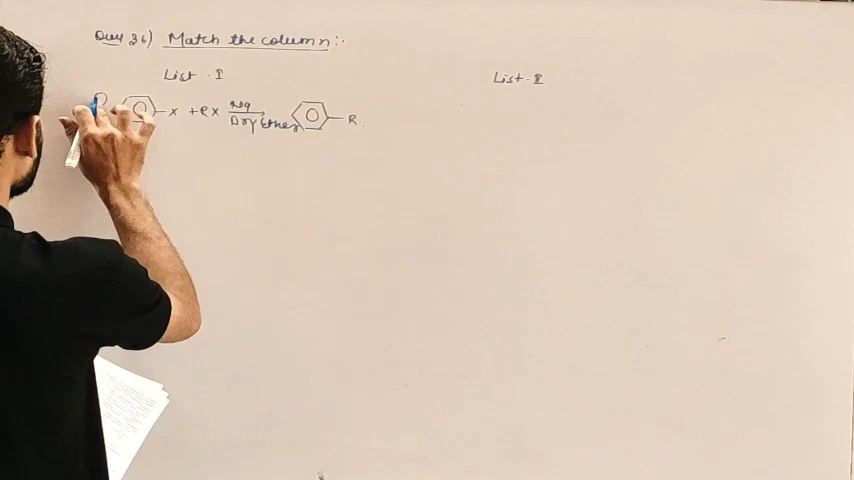 Que 36) Match the column:
List . I
List . II
X + RX Na Dry Ether R